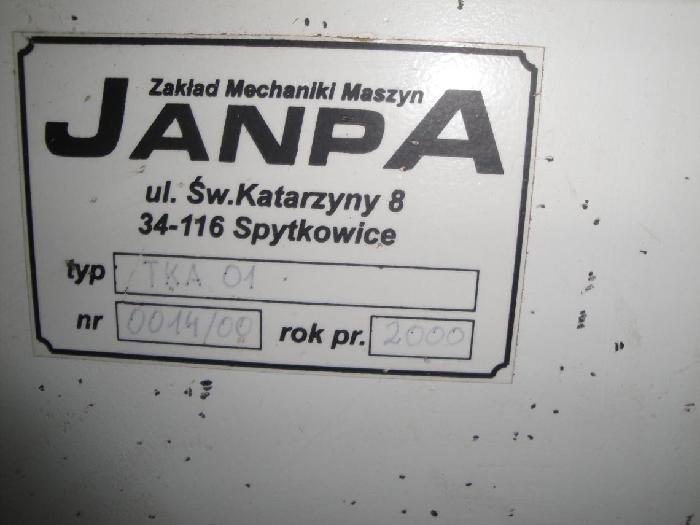 Zakład Mechaniki Maszyn
JANPA
ul. Św.Katarzyny 8
34-116 Spytkowice
typ TKA 01
nr 0014/00 rok pr. 2000